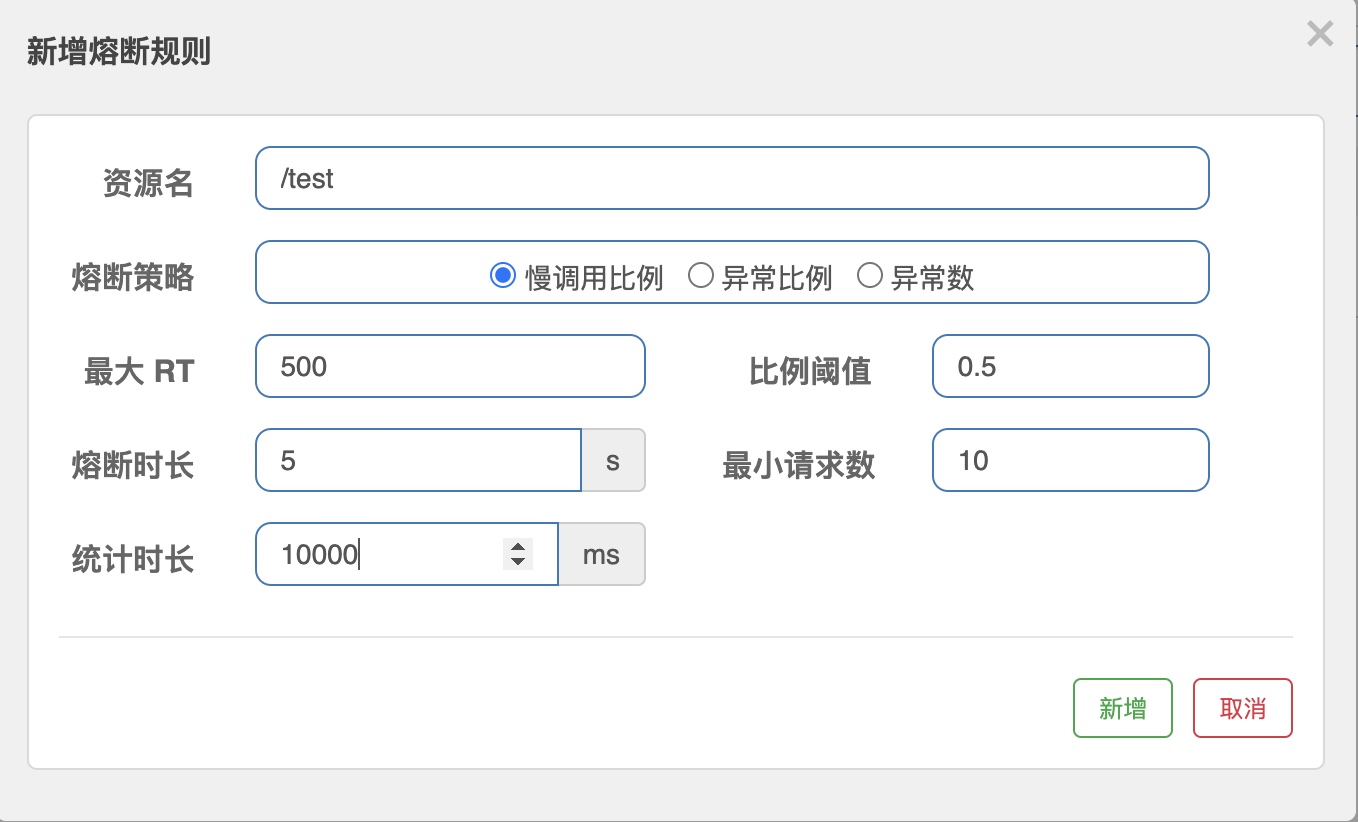 新增熔断规则
资源名 /test
熔断策略 慢调用比例 异常比例 异常数
最大 RT 500 比例阈值 0.5
熔断时长 5 s 最小请求数 10
统计时长 10000 ms
新增 取消